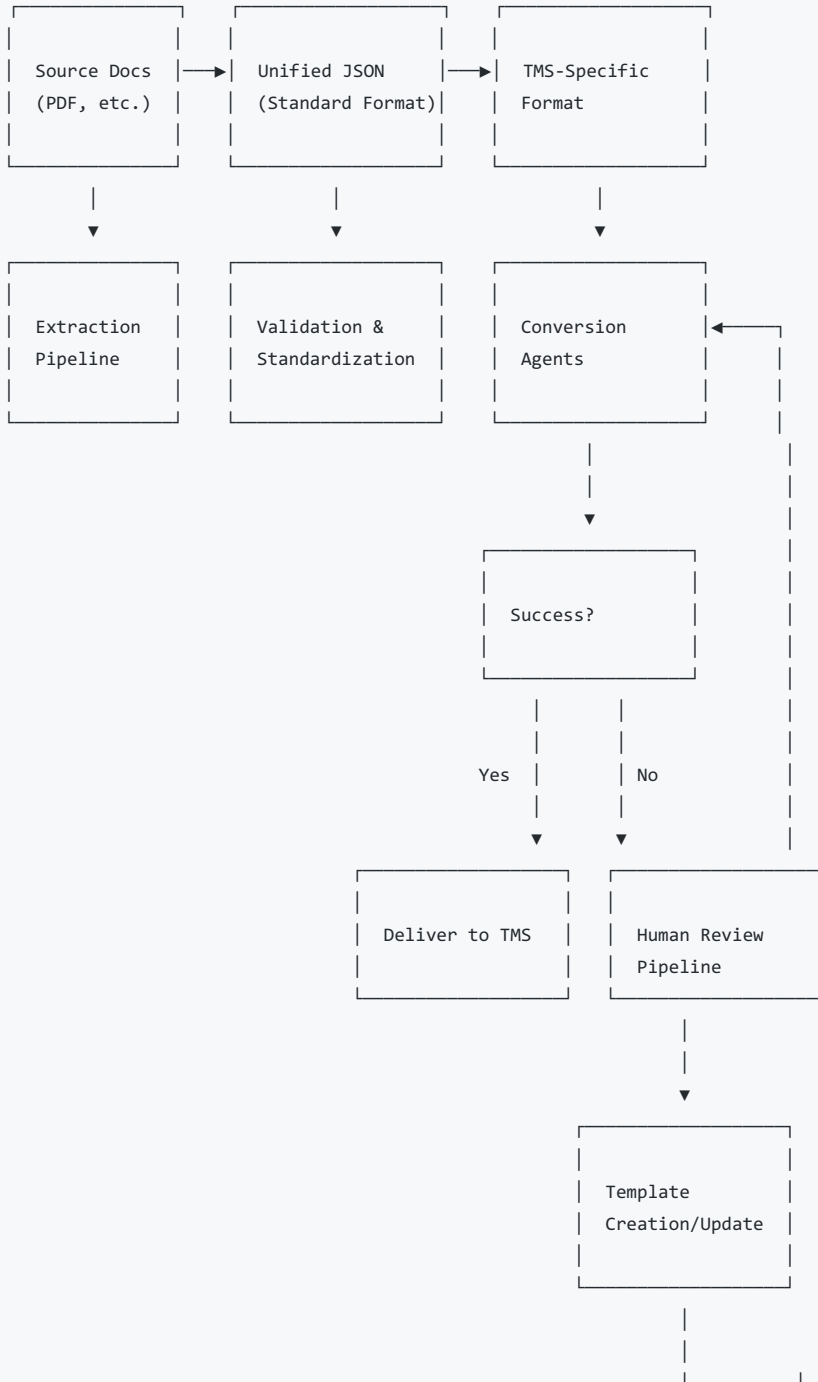 Source Docs
(PDF, etc.)
Unified JSON
(Standard Format)
TMS-Specific
Format
Extraction
Pipeline
Validation &
Standardization
Conversion
Agents
Success?
Yes
No
Deliver to TMS
Human Review
Pipeline
Template
Creation/Update